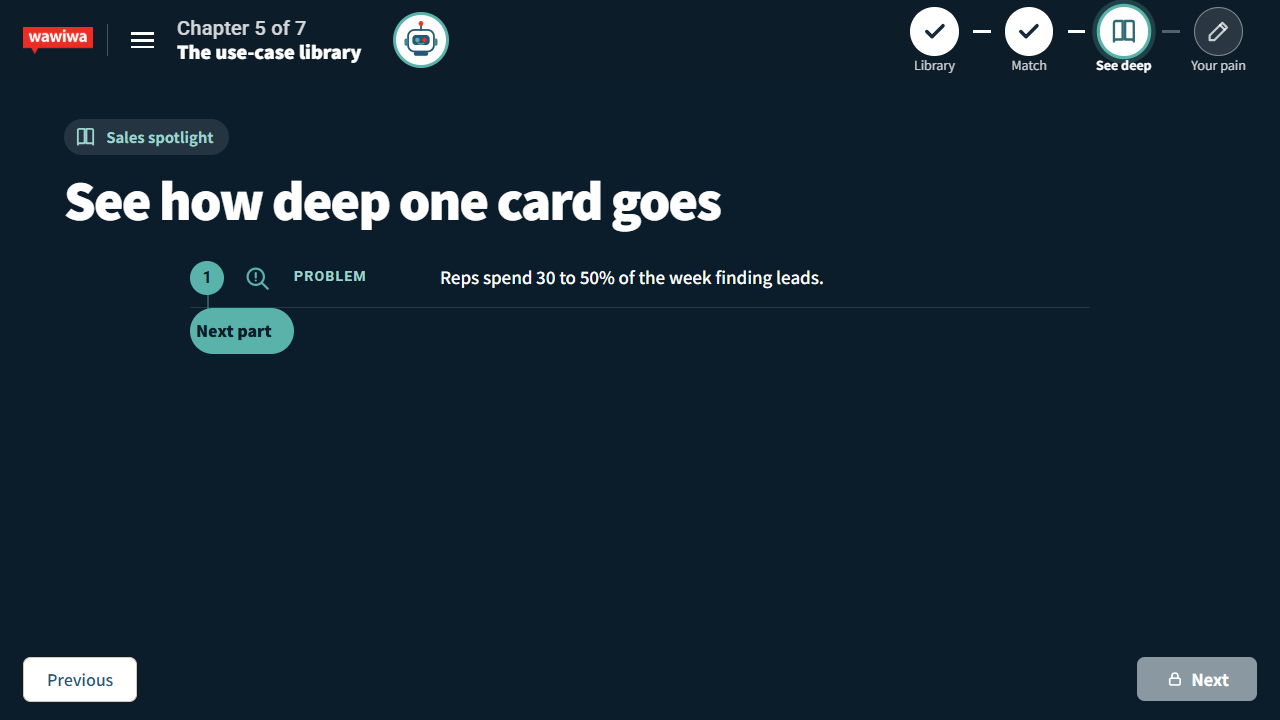 wawiwa
Chapter 5 of 7
The use-case library
Library
Match
See deep
Your pain
Sales spotlight
See how deep one card goes
1
PROBLEM
Reps spend 30 to 50% of the week finding leads.
Next part
Previous
Next